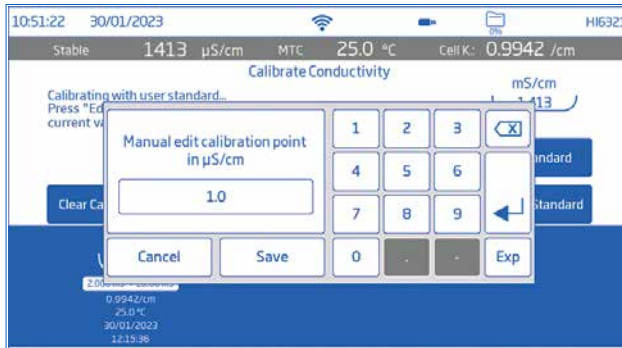 10:51:22 30/01/2023 0% HI632
Stable 1413 µS/cm MTC 25.0 °C Cell K: 0.9942 /cm
Calibrate Conductivity
mS/cm
Calibrating with user standard...
Press "Ed
current va
Manual edit calibration point
in µS/cm
1.0
1 2 3 X
4 5 6
7 8 9
Clear Ca
Standard
Cancel Save 0 . - Exp
0.9942/cm
25.0 °C
30/01/2023
12:15:36